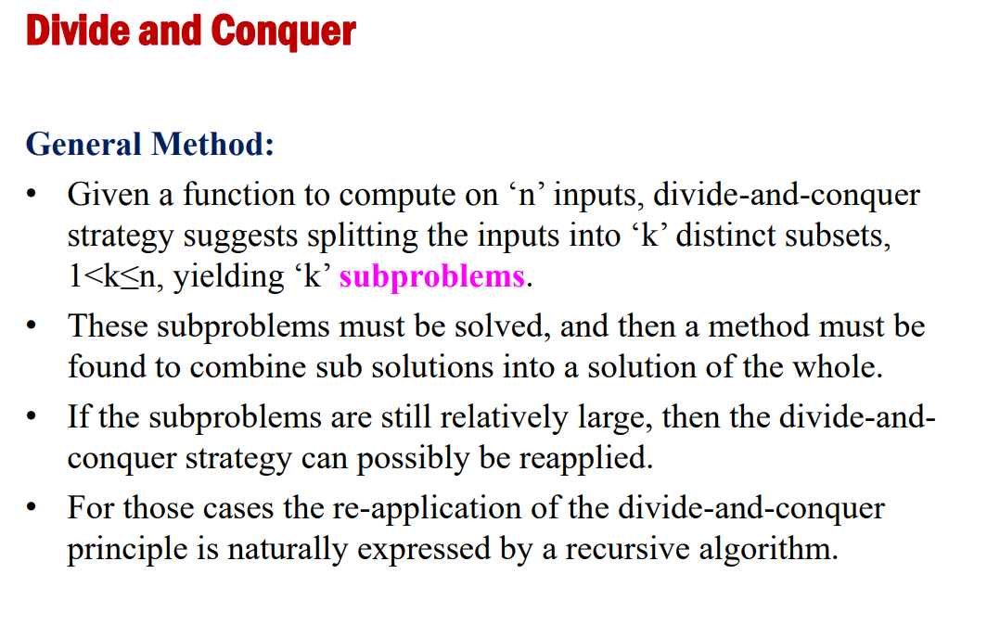 Divide and Conquer
General Method:
• Given a function to compute on ‘n’ inputs, divide-and-conquer
strategy suggests splitting the inputs into ‘k’ distinct subsets,
1<k≤n, yielding ‘k’ subproblems.
• These subproblems must be solved, and then a method must be
found to combine sub solutions into a solution of the whole.
• If the subproblems are still relatively large, then the divide-and-
conquer strategy can possibly be reapplied.
• For those cases the re-application of the divide-and-conquer
principle is naturally expressed by a recursive algorithm.